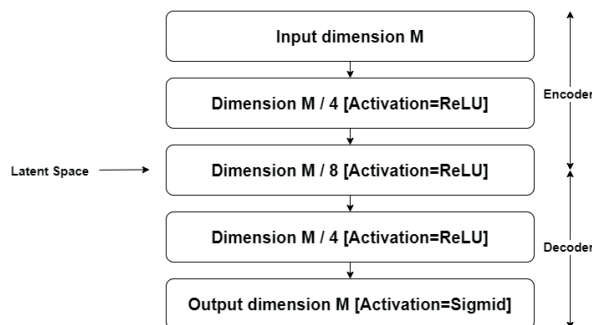 Input dimension M
Dimension M / 4 [Activation=ReLU]
Encoder
Latent Space
Dimension M / 8 [Activation=ReLU]
Dimension M / 4 [Activation=ReLU]
Decoder
Output dimension M [Activation=Sigmid]